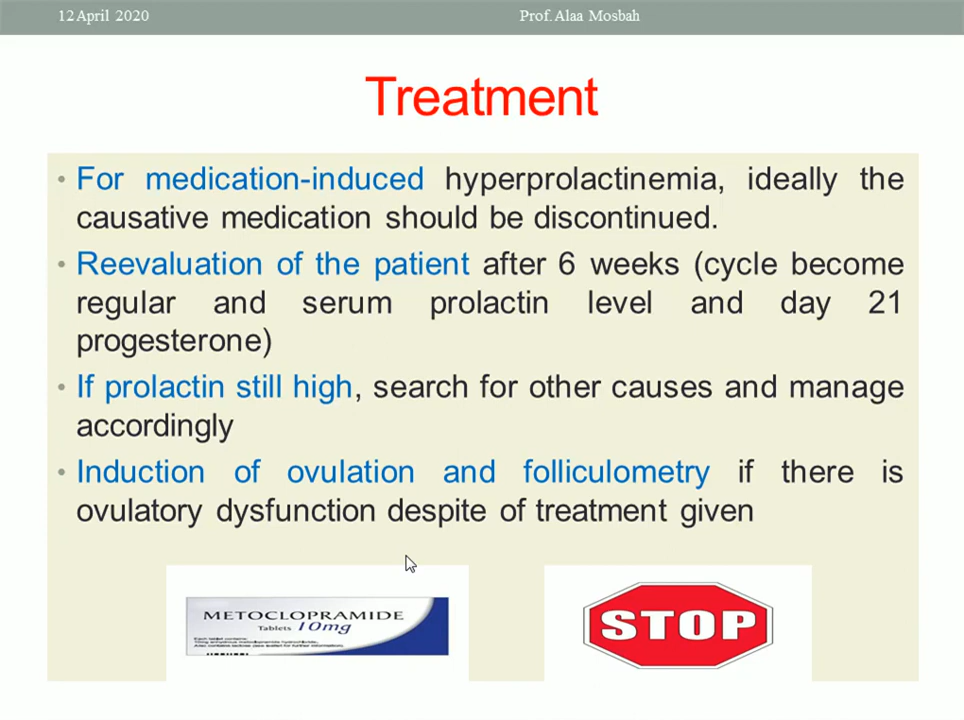 12 April 2020
Prof. Alaa Mosbah
Treatment
• For medication-induced hyperprolactinemia, ideally the
causative medication should be discontinued.
• Reevaluation of the patient after 6 weeks (cycle become
regular and serum prolactin level and day 21
progesterone)
• If prolactin still high, search for other causes and manage
accordingly
• Induction of ovulation and folliculometry if there is
ovulatory dysfunction despite of treatment given
METOCLOPRAMIDE
Tablets 10mg
Each tablet contains:
STOP